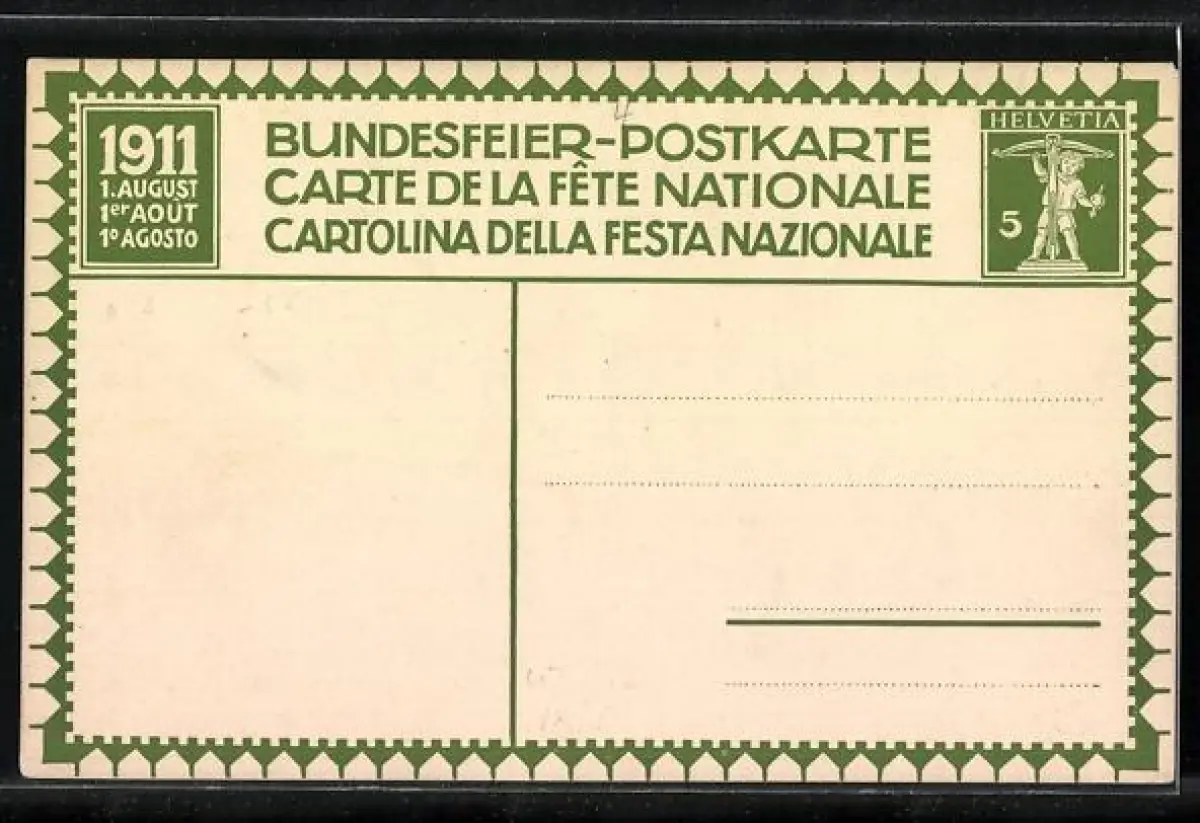 1911
1. AUGUST
1er AOÛT
1º AGOSTO
BUNDESFEIER-POSTKARTE
CARTE DE LA FÊTE NATIONALE
CARTOLINA DELLA FESTA NAZIONALE
HELVETIA
5